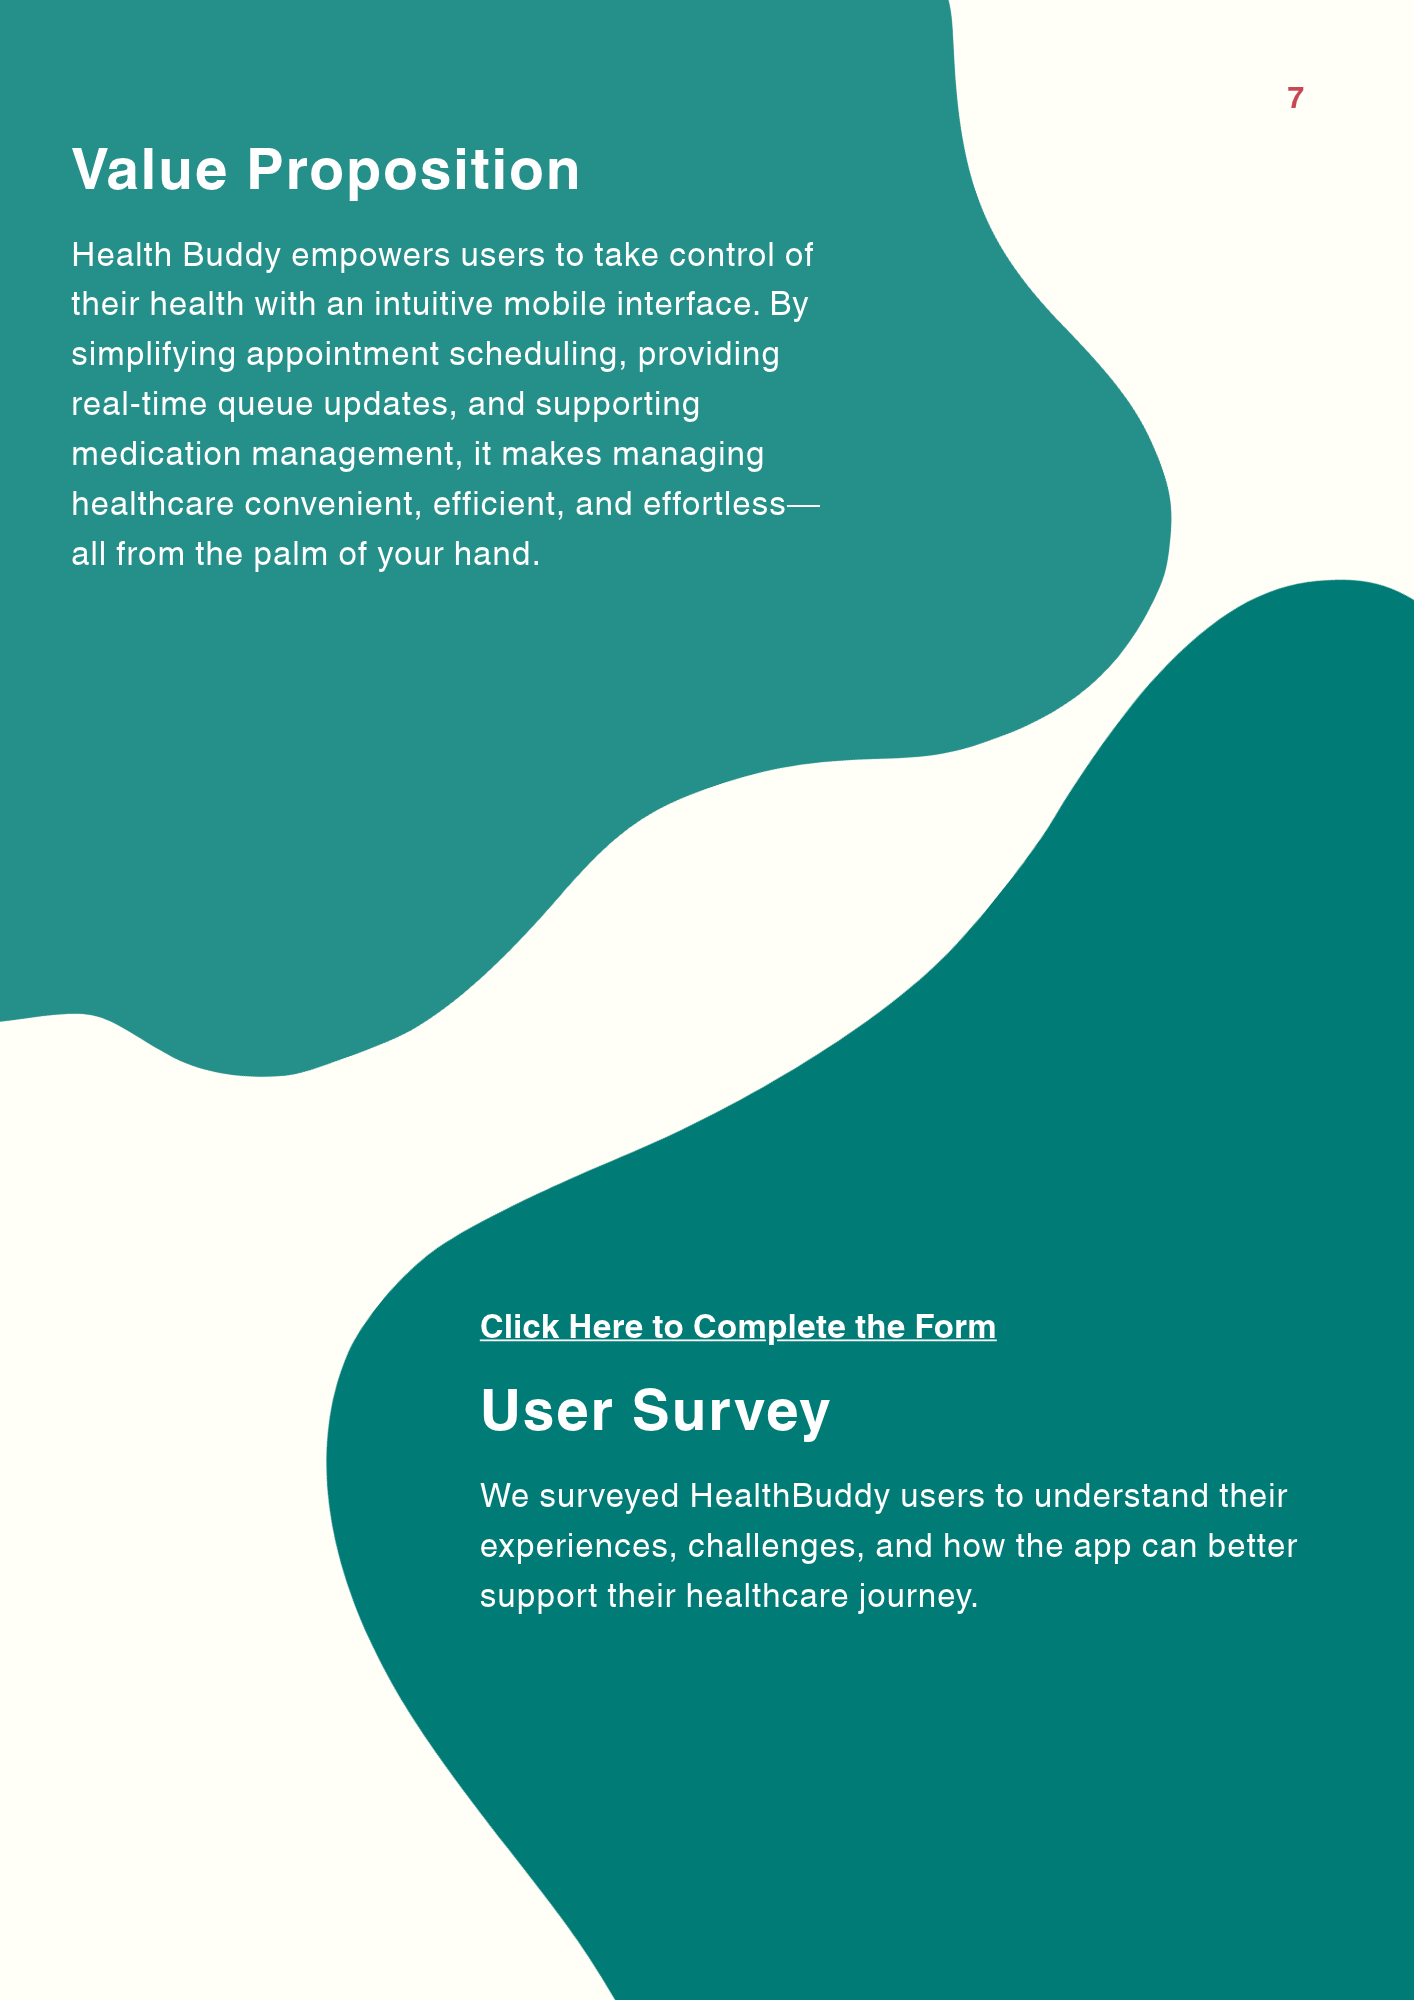 7
Value Proposition
Health Buddy empowers users to take control of
their health with an intuitive mobile interface. By
simplifying appointment scheduling, providing
real-time queue updates, and supporting
medication management, it makes managing
healthcare convenient, efficient, and effortless—
all from the palm of your hand.
Click Here to Complete the Form
User Survey
We surveyed HealthBuddy users to understand their
experiences, challenges, and how the app can better
support their healthcare journey.